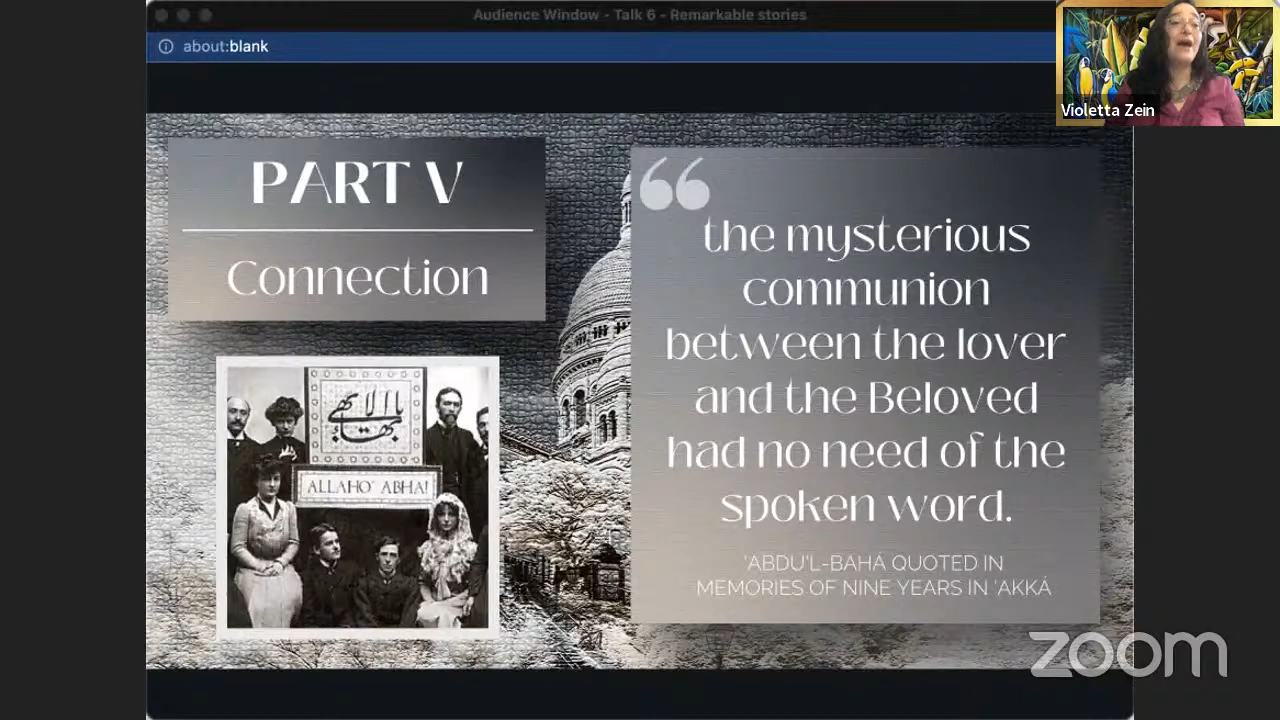 Audience Window - Talk 6 - Remarkable stories
about:blank
Violetta Zein
PART V
Connection
يا بهاء الابهى
ALLAHO' ABHA!
“
the mysterious
communion
between the lover
and the Beloved
had no need of the
spoken word.
'ABDU'L-BAHÁ QUOTED IN
MEMORIES OF NINE YEARS IN 'AKKÁ
zoom